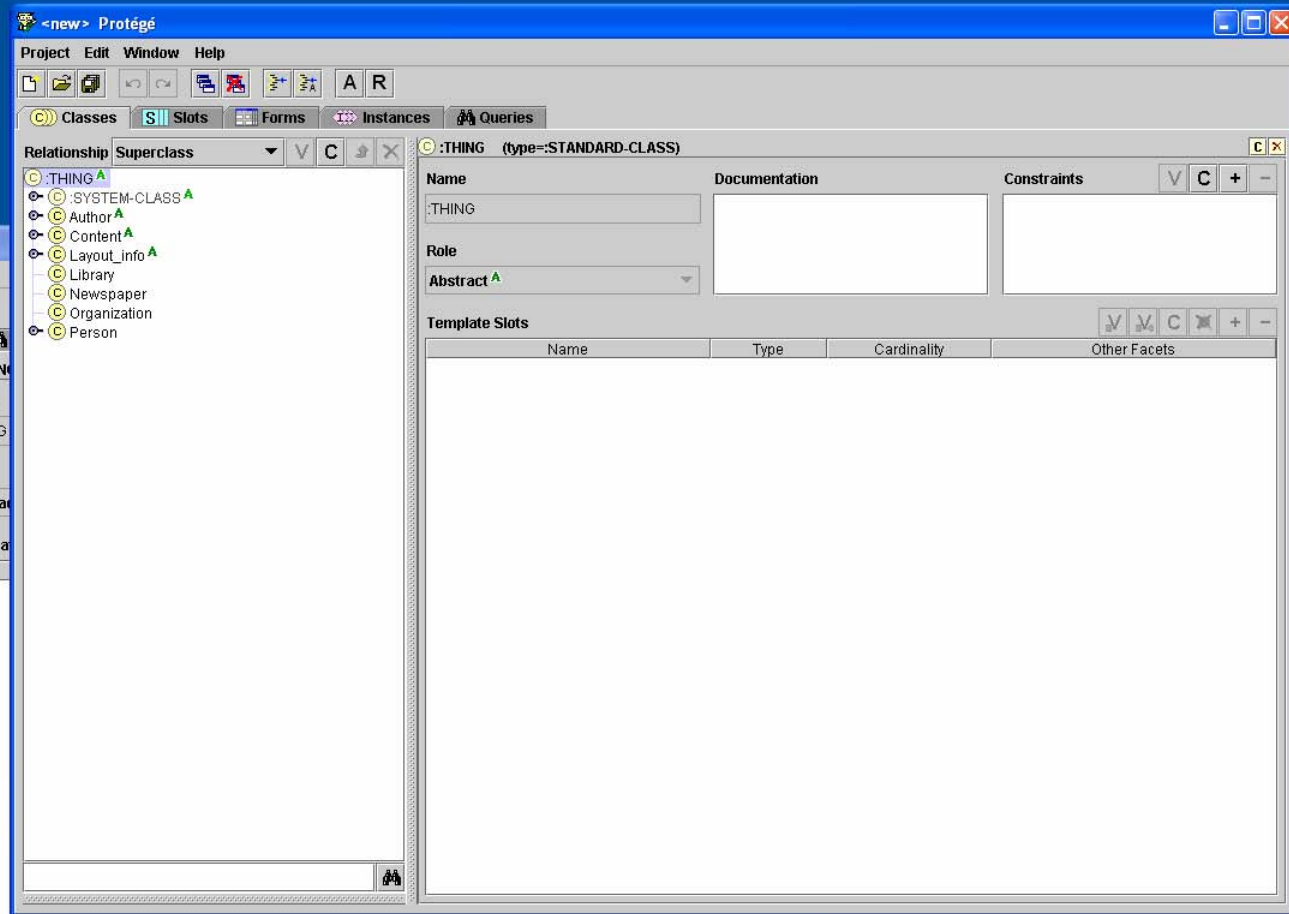 <new> Protégé
Project Edit Window Help
A R
C Classes S Slots Forms Instances Queries
Relationship Superclass V C
C :THING (type=:STANDARD-CLASS) C
C :THING A
C :SYSTEM-CLASS A
C Author A
C Content A
C Layout_info A
C Library
C Newspaper
C Organization
C Person
Name Documentation Constraints V C + −
:THING
Role
Abstract A
Template Slots V V C + −
Name Type Cardinality Other Facets